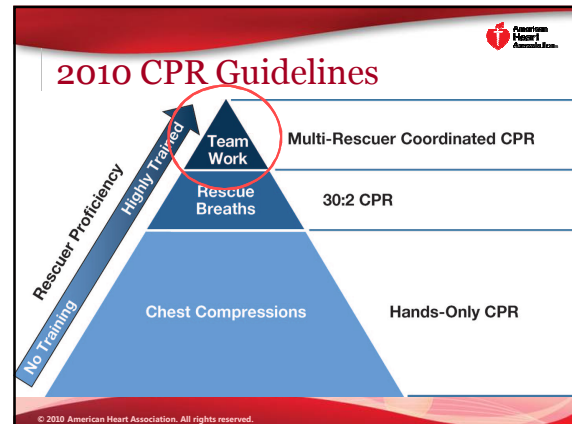 American
Heart
Association
2010 CPR Guidelines
Rescuer Proficiency
No Training
Highly Trained
Team
Work
Multi-Rescuer Coordinated CPR
Rescue
Breaths
30:2 CPR
Chest Compressions
Hands-Only CPR
© 2010 American Heart Association. All rights reserved.